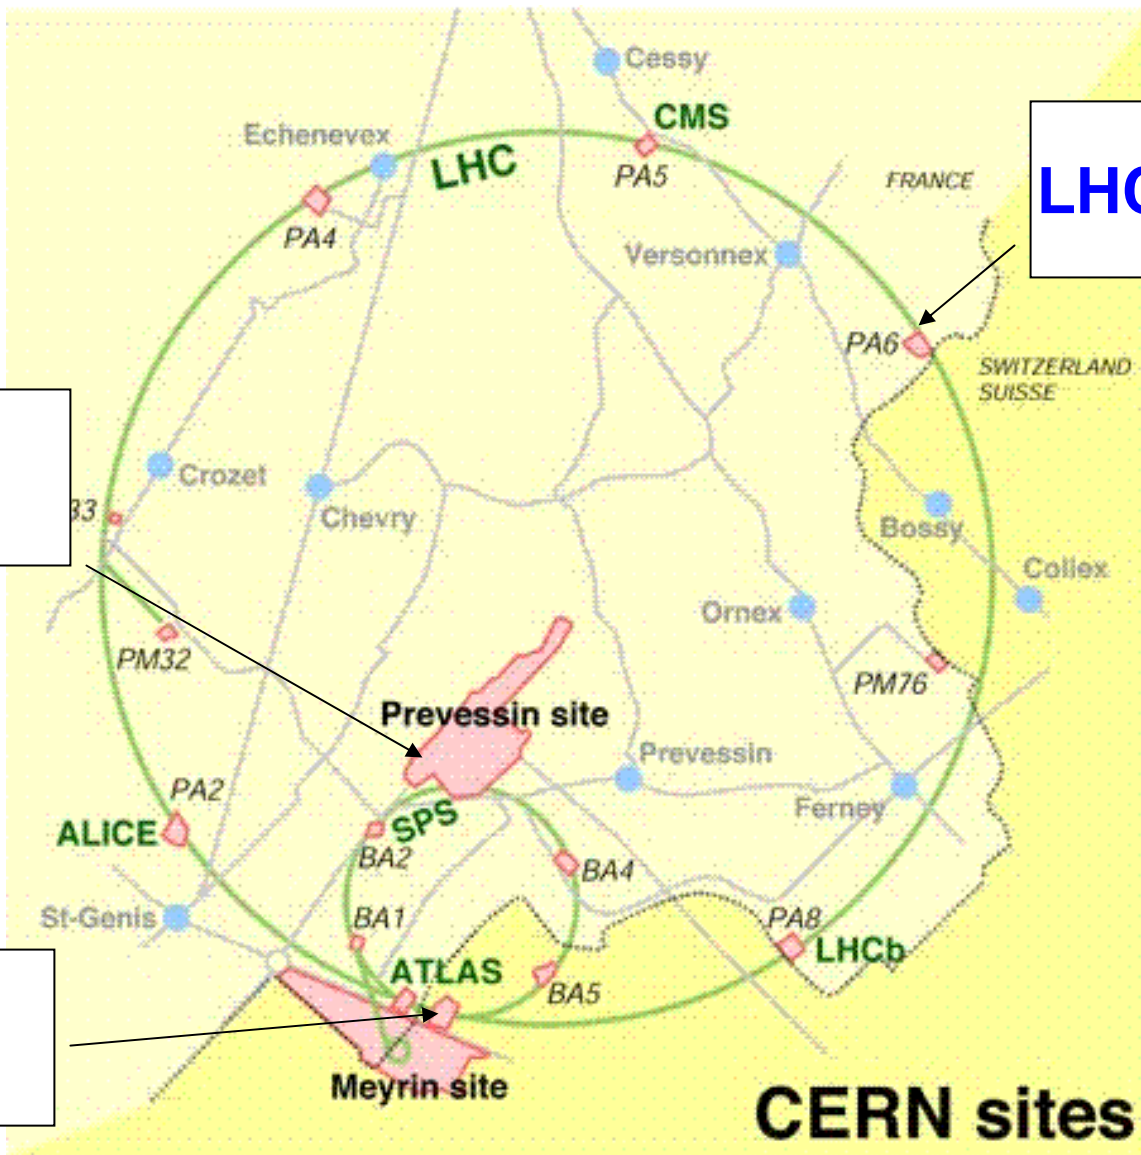 Cessy
CMS
Echenevex
LHC
PA5
FRANCE
LHC
PA4
Versonnex
PA6
SWITZERLAND
SUISSE
Crozet
Chevry
33
Bossy
Collex
Ornex
PM32
PM76
Prevessin site
Prevessin
PA2
Ferney
ALICE
SPS
BA2
BA4
St-Genis
BA1
PA8
LHCb
ATLAS
BA5
Meyrin site
CERN sites